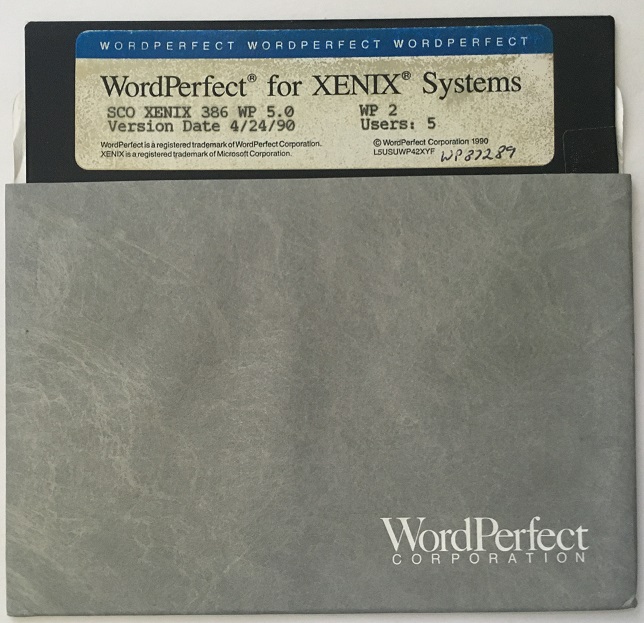 WORDPERFECT WORDPERFECT WORDPERFECT
WordPerfect® for XENIX® Systems
SCO XENIX 386 WP 5.0 WP 2
Version Date 4/24/90 Users: 5
WordPerfect is a registered trademark of WordPerfect Corporation. © WordPerfect Corporation 1990
XENIX is a registered trademark of Microsoft Corporation. L5USUWP42XYF WP87289
WordPerfect
CORPORATION